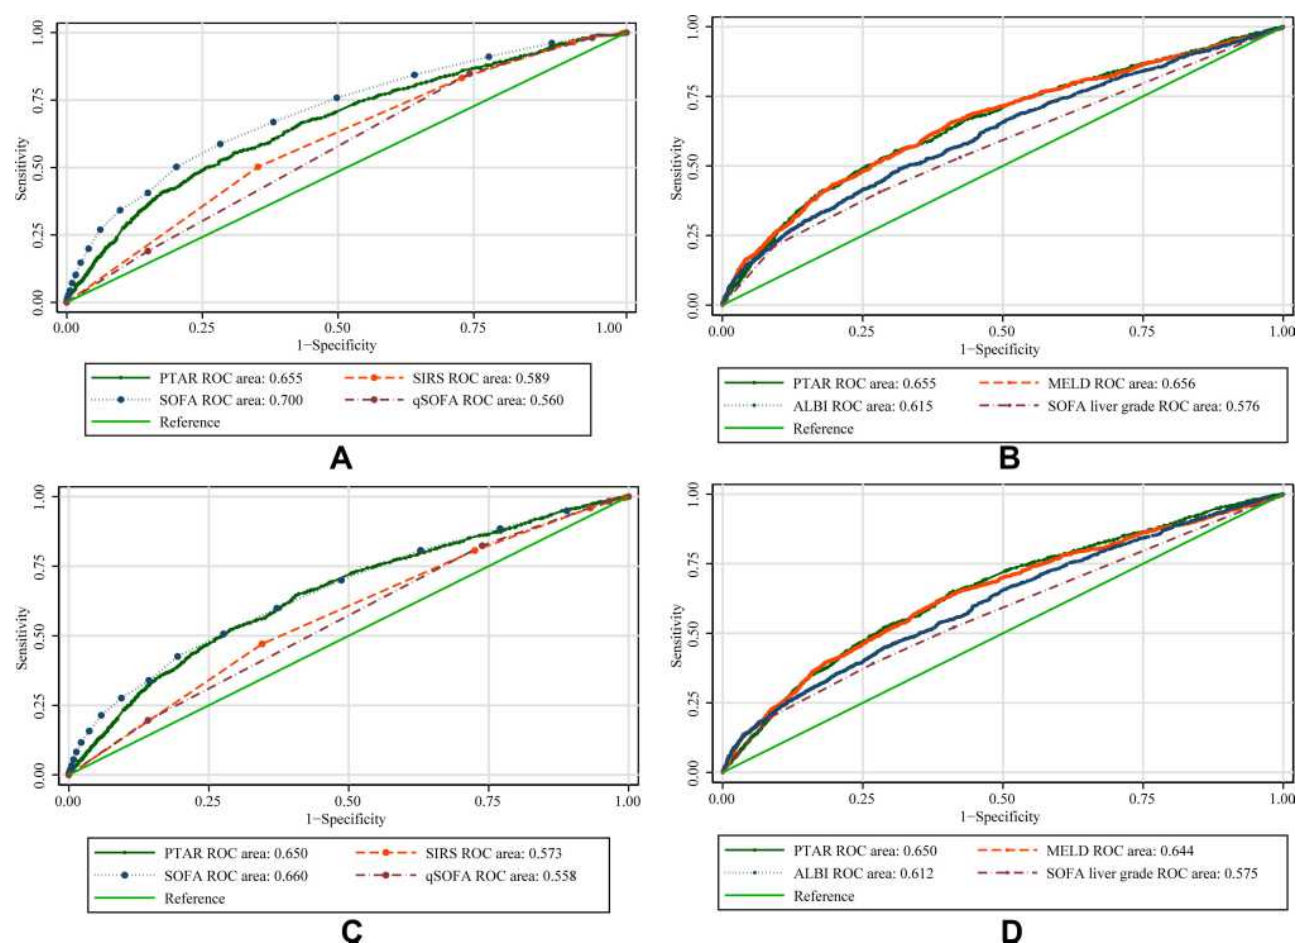 1.00
0.75
0.50
0.25
0.00
Sensitivity
0.00 0.25 0.50 0.75 1.00
1−Specificity
PTAR ROC area: 0.655 SIRS ROC area: 0.589
SOFA ROC area: 0.700 qSOFA ROC area: 0.560
Reference
A
1.00
0.75
0.50
0.25
0.00
Sensitivity
0.00 0.25 0.50 0.75 1.00
1−Specificity
PTAR ROC area: 0.655 MELD ROC area: 0.656
ALBI ROC area: 0.615 SOFA liver grade ROC area: 0.576
Reference
B
1.00
0.75
0.50
0.25
0.00
Sensitivity
0.00 0.25 0.50 0.75 1.00
1−Specificity
PTAR ROC area: 0.650 SIRS ROC area: 0.573
SOFA ROC area: 0.660 qSOFA ROC area: 0.558
Reference
C
1.00
0.75
0.50
0.25
0.00
Sensitivity
0.00 0.25 0.50 0.75 1.00
1−Specificity
PTAR ROC area: 0.650 MELD ROC area: 0.644
ALBI ROC area: 0.612 SOFA liver grade ROC area: 0.575
Reference
D